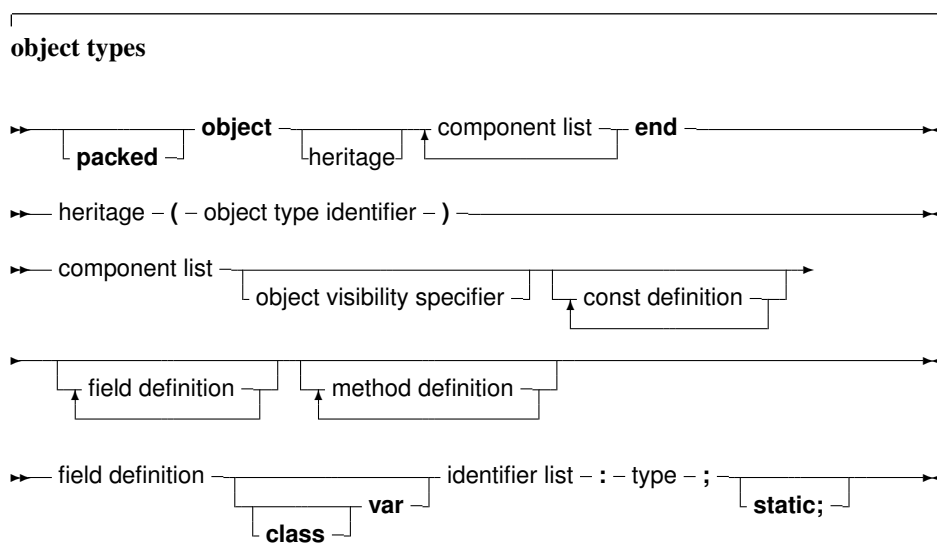 object types
object component list end
packed heritage
heritage ( object type identifier )
component list
object visibility specifier const definition
field definition method definition
field definition identifier list : type ;
var static;
class